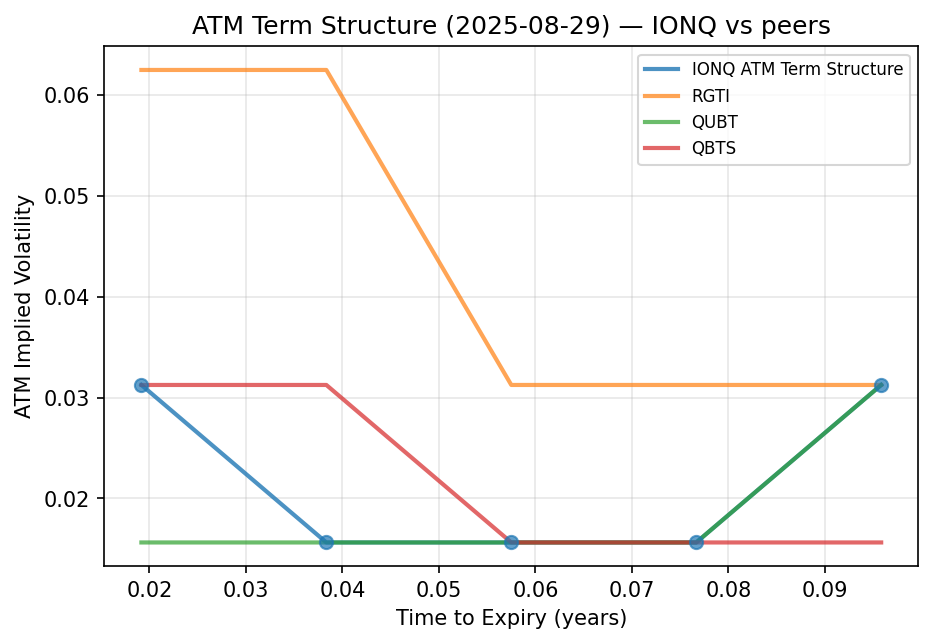 ATM Term Structure (2025-08-29) — IONQ vs peers
IONQ ATM Term Structure
RGTI
QUBT
QBTS
ATM Implied Volatility
0.06
0.05
0.04
0.03
0.02
0.02
0.03
0.04
0.05
0.06
0.07
0.08
0.09
Time to Expiry (years)